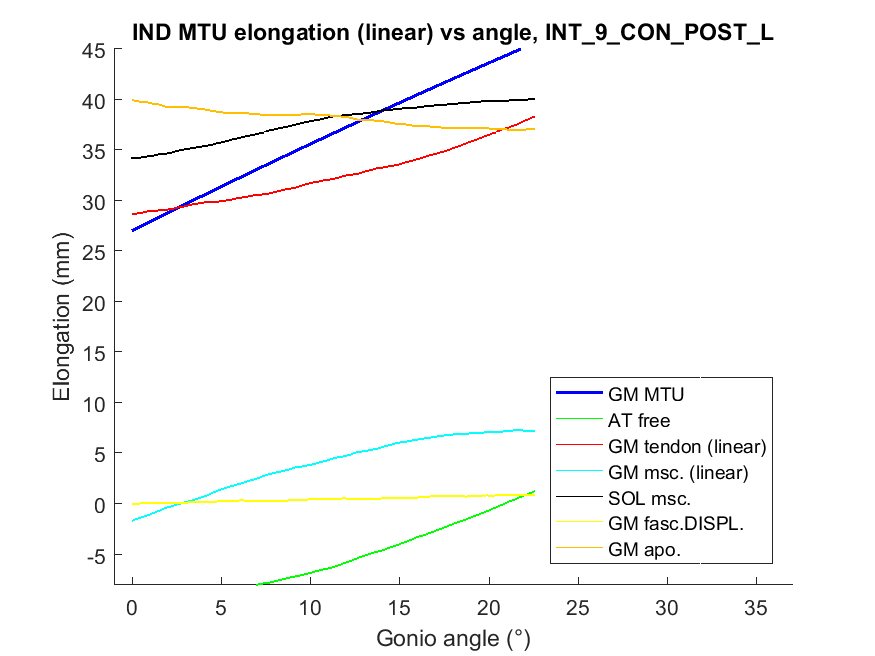 IND MTU elongation (linear) vs angle, INT_9_CON_POST_L
45
40
35
30
25
20
15
10
5
0
-5
Elongation (mm)
0 5 10 15 20 25 30 35
Gonio angle (°)
GM MTU
AT free
GM tendon (linear)
GM msc. (linear)
SOL msc.
GM fasc.DISPL.
GM apo.